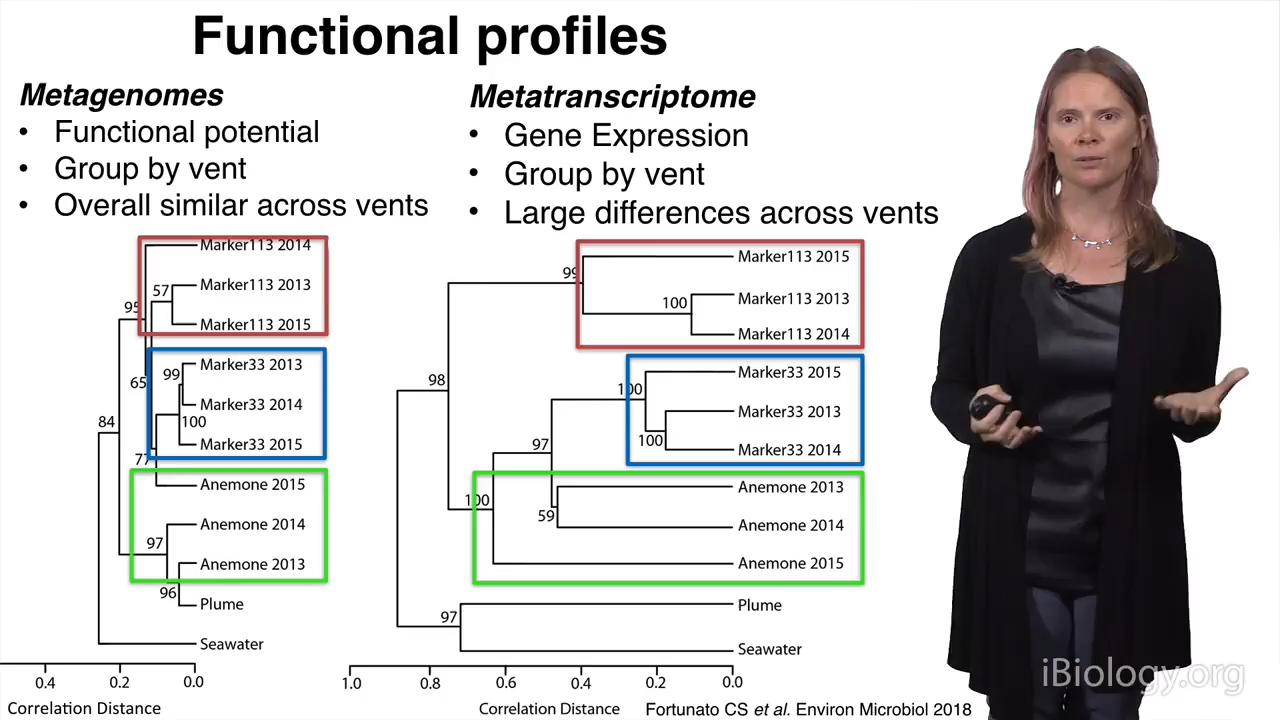 Functional profiles
Metagenomes
• Functional potential
• Group by vent
• Overall similar across vents
Marker113 2014
57
Marker113 2013
95
Marker113 2015
Marker33 2013
99
65
Marker33 2014
100
84
Marker33 2015
77
Anemone 2015
Anemone 2014
97
Anemone 2013
96
Plume
Seawater
0.4 0.2 0.0
Correlation Distance
Metatranscriptome
• Gene Expression
• Group by vent
• Large differences across vents
Marker113 2015
99
100
Marker113 2013
Marker113 2014
98
Marker33 2015
100
Marker33 2013
100
Marker33 2014
97
Anemone 2013
100
59
Anemone 2014
Anemone 2015
Plume
97
Seawater
1.0 0.8 0.6 0.4 0.2 0.0
Correlation Distance
Fortunato CS et al. Environ Microbiol 2018
iBiology.org